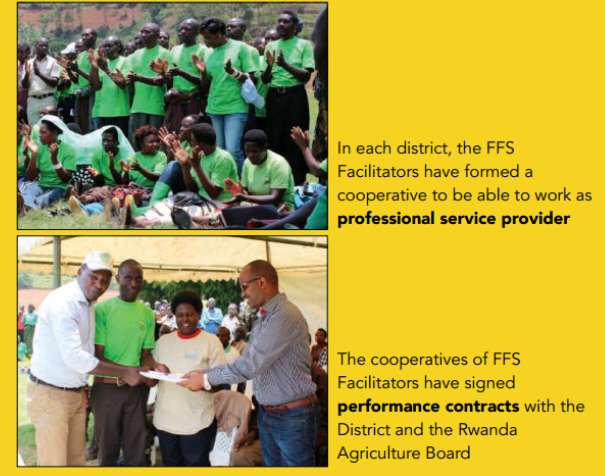 In each district, the FFS
Facilitators have formed a
cooperative to be able to work as
professional service provider
The cooperatives of FFS
Facilitators have signed
performance contracts with the
District and the Rwanda
Agriculture Board